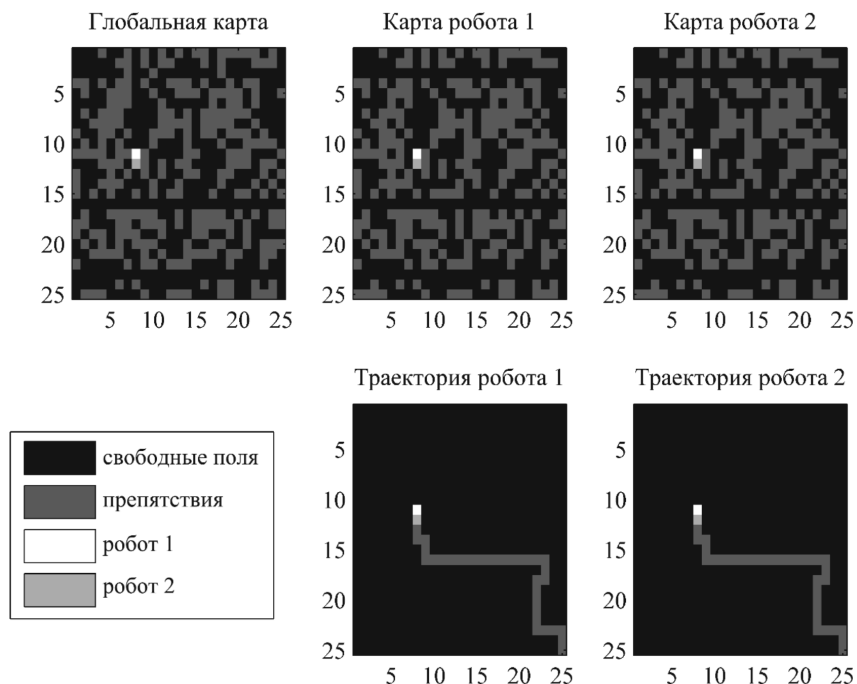 Глобальная карта
Карта робота 1
Карта робота 2
5
10
15
20
25
5 10 15 20 25
5
10
15
20
25
5 10 15 20 25
5
10
15
20
25
5 10 15 20 25
Траектория робота 1
Траектория робота 2
свободные поля
препятствия
робот 1
робот 2
5
10
15
20
25
5 10 15 20 25
5
10
15
20
25
5 10 15 20 25